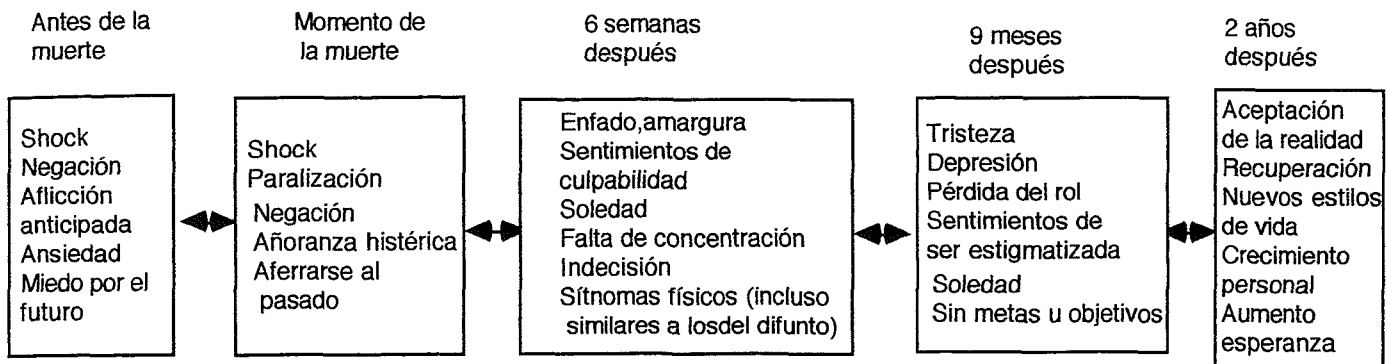 Antes de la
muerte
Momento de
la muerte
6 semanas
después
9 meses
después
2 años
después
Shock
Negación
Aflicción
anticipada
Ansiedad
Miedo por el
futuro
Shock
Paralización
Negación
Añoranza histérica
Aferrarse al
pasado
Enfado,amargura
Sentimientos de
culpabilidad
Soledad
Falta de concentración
Indecisión
Sítnomas físicos (incluso
similares a losdel difunto)
Tristeza
Depresión
Pérdida del rol
Sentimientos de
ser estigmatizada
Soledad
Sin metas u objetivos
Aceptación
de la realidad
Recuperación
Nuevos estilos
de vida
Crecimiento
personal
Aumento
esperanza